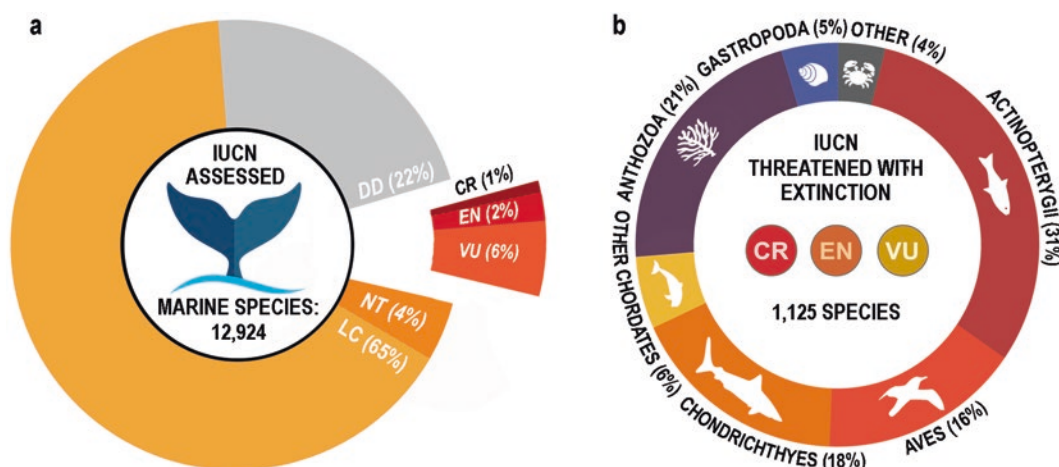 a
IUCN
ASSESSED
MARINE SPECIES:
12,924
DD (22%)
CR (1%)
EN (2%)
VU (6%)
NT (4%)
LC (65%)
b
IUCN
THREATENED WITH
EXTINCTION
CR EN VU
1,125 SPECIES
ACTINOPTERYGII (31%)
AVES (16%)
CHONDRICHTHYES (18%)
OTHER CHORDATES (6%)
ANTHOZOA (21%)
GASTROPODA (5%)
OTHER (4%)